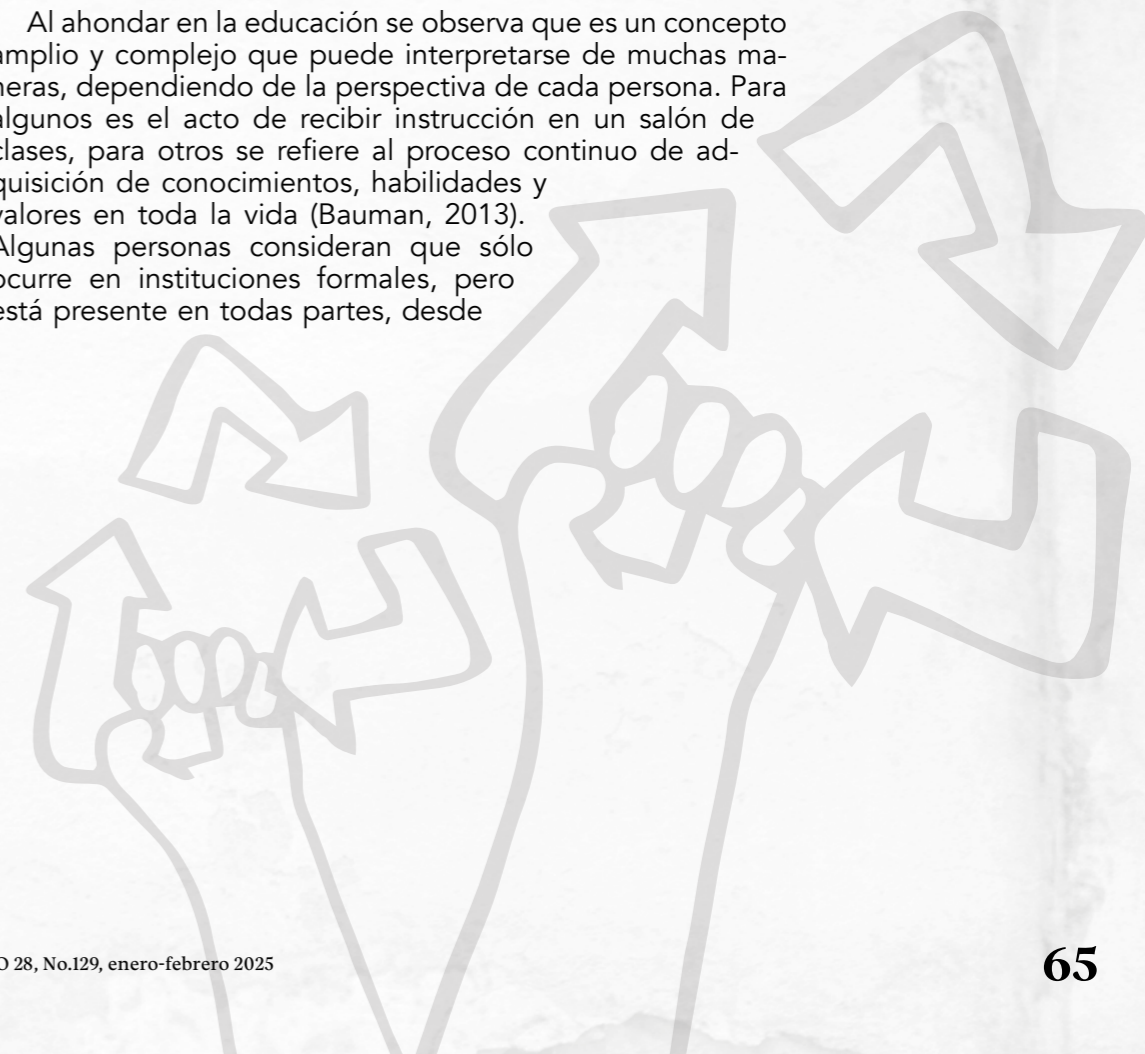 Al ahondar en la educación se observa que es un concepto
amplio y complejo que puede interpretarse de muchas ma-
neras, dependiendo de la perspectiva de cada persona. Para
algunos es el acto de recibir instrucción en un salón de
clases, para otros se refiere al proceso continuo de ad-
quisición de conocimientos, habilidades y
valores en toda la vida (Bauman, 2013).
Algunas personas consideran que sólo
ocurre en instituciones formales, pero
está presente en todas partes, desde
O 28, No.129, enero-febrero 2025
65